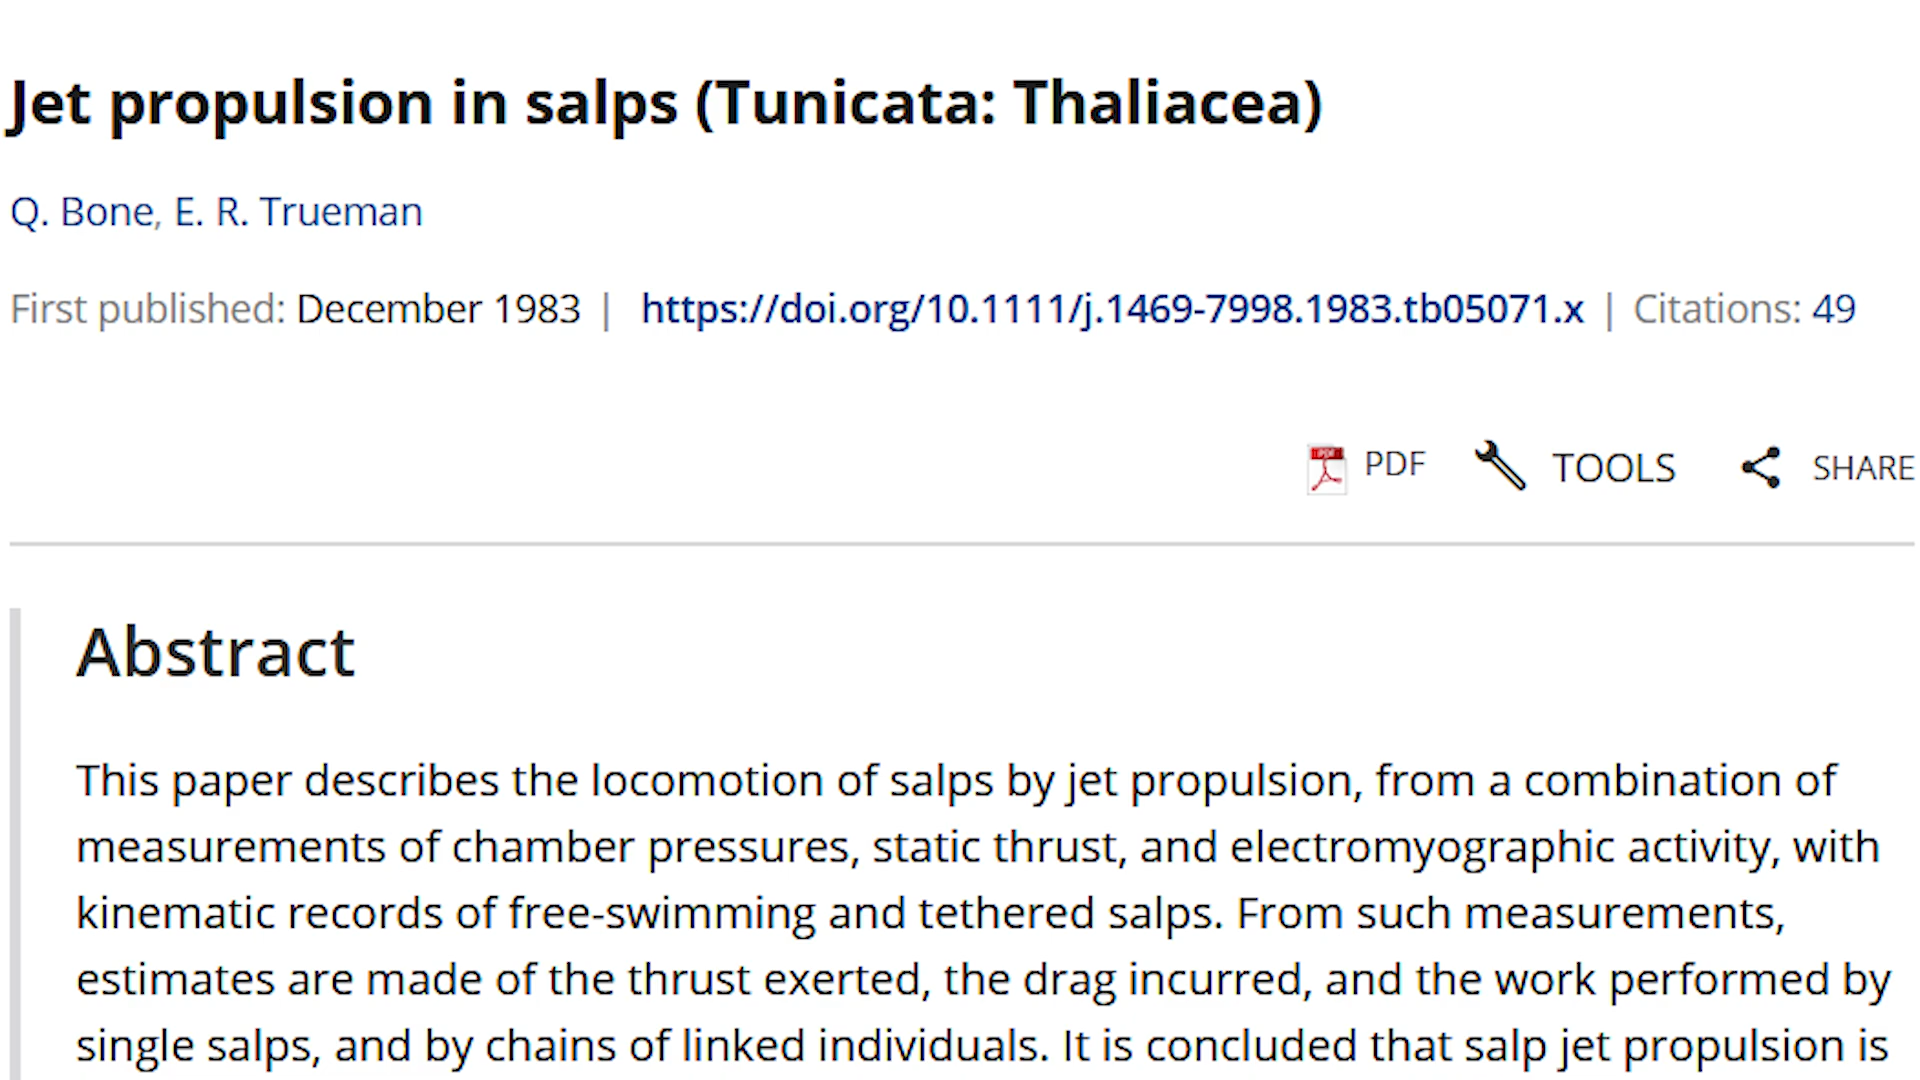 Jet propulsion in salps (Tunicata: Thaliacea)
Q. Bone, E. R. Trueman
First published: December 1983 | https://doi.org/10.1111/j.1469-7998.1983.tb05071.x | Citations: 49
PDF TOOLS SHARE
Abstract
This paper describes the locomotion of salps by jet propulsion, from a combination of
measurements of chamber pressures, static thrust, and electromyographic activity, with
kinematic records of free-swimming and tethered salps. From such measurements,
estimates are made of the thrust exerted, the drag incurred, and the work performed by
single salps, and by chains of linked individuals. It is concluded that salp jet propulsion is